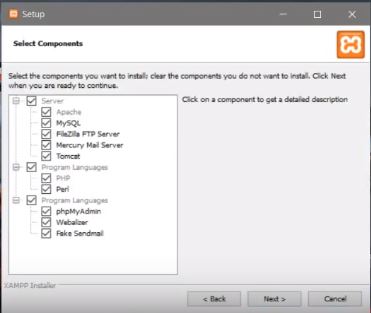 Setup
Select Components
Select the components you want to install; clear the components you do not want to install. Click Next
when you are ready to continue.
Server
Apache
MySQL
FileZilla FTP Server
Mercury Mail Server
Tomcat
Program Languages
PHP
Perl
Program Languages
phpMyAdmin
Webalizer
Fake Sendmail
Click on a component to get a detailed description
XAMPP Installer
< Back
Next >
Cancel